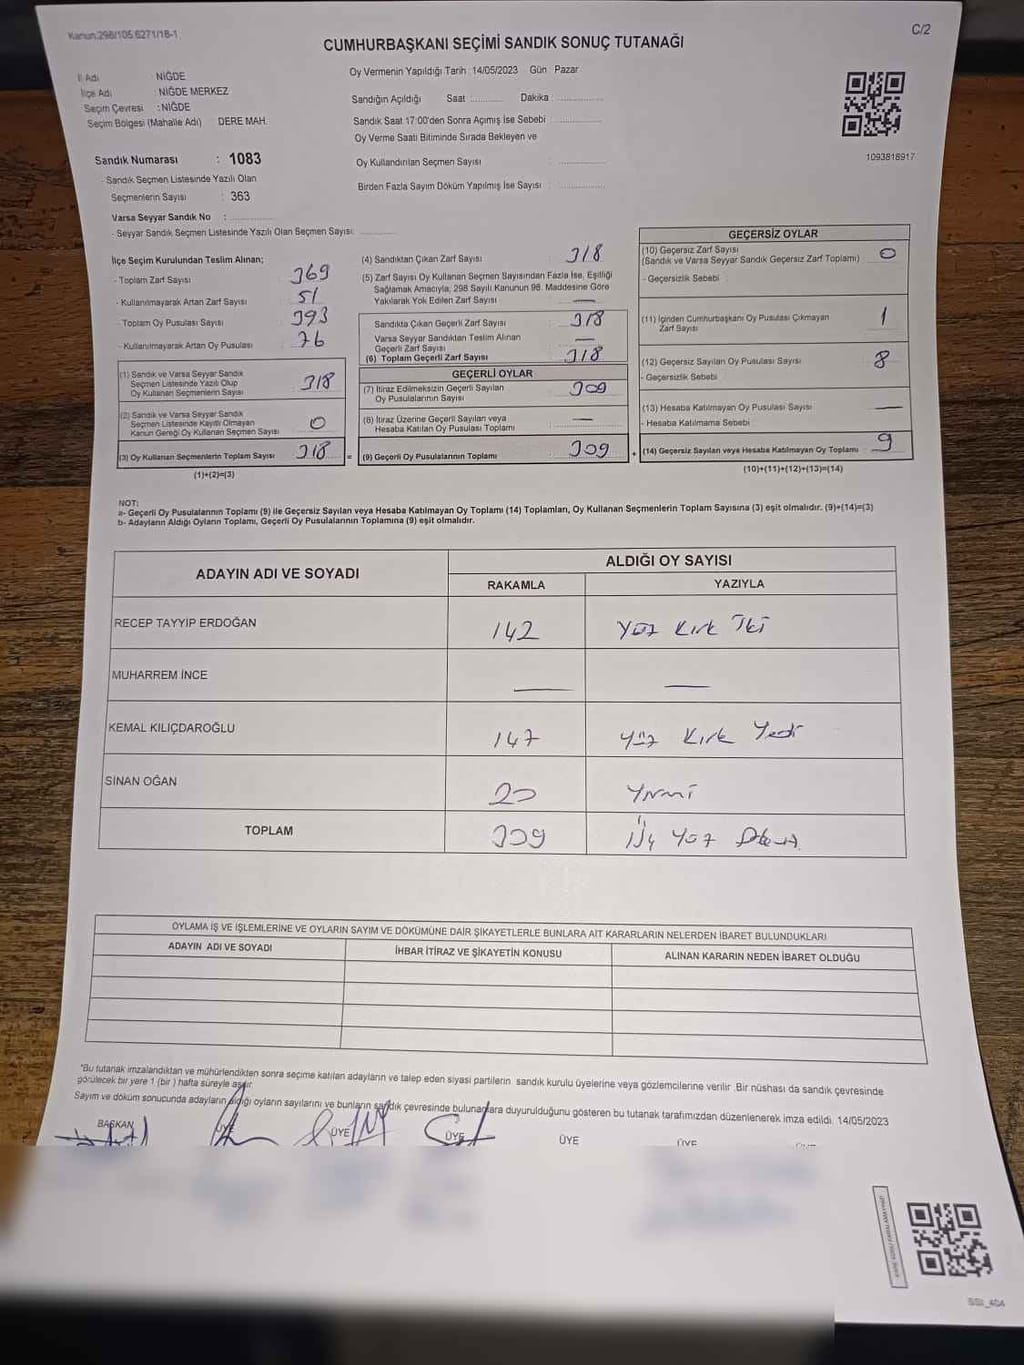 Kanun:298/105.6271/18-1
C/2
CUMHURBAŞKANI SEÇİMİ SANDIK SONUÇ TUTANAĞI
İl Adı NİĞDE
İlçe Adı : NİĞDE MERKEZ
Seçim Çevresi : NİĞDE
Seçim Bölgesi (Mahalle Adı) : DERE MAH.
Oy Vermenin Yapıldığı Tarih : 14/05/2023 Gün : Pazar
Sandığın Açıldığı Saat :........... Dakika :...............
Sandık Saat 17:00'den Sonra Açımış İse Sebebi ...............
Oy Verme Saati Bitiminde Sırada Bekleyen ve
Oy Kullandırılan Seçmen Sayısı : ...............
Birden Fazla Sayım Döküm Yapılmış İse Sayısı : ...............
1093818917
Sandık Numarası : 1083
- Sandık Seçmen Listesinde Yazılı Olan
Seçmenlerin Sayısı : 363
Varsa Seyyar Sandık No : ...............
- Seyyar Sandık Seçmen Listesinde Yazılı Olan Seçmen Sayısı: ...............
İlçe Seçim Kurulundan Teslim Alınan;
- Toplam Zarf Sayısı 369
- Kullanılmayarak Artan Zarf Sayısı 51
- Toplam Oy Pusulası Sayısı 393
- Kullanılmayarak Artan Oy Pusulası 76
(1) Sandık ve Varsa Seyyar Sandık
Seçmen Listesinde Yazılı Olup
Oy Kullanan Seçmenlerin Sayısı 318
(2) Sandık ve Varsa Seyyar Sandık
Seçmen Listesinde Kayıtlı Olmayan
Kanun Gereği Oy Kullanan Seçmen Sayısı 0
(3) Oy Kullanan Seçmenlerin Toplam Sayısı 318 =
(1)+(2)=(3)
(4) Sandıktan Çıkan Zarf Sayısı 318
(5) Zarf Sayısı Oy Kullanan Seçmen Sayısından Fazla İse, Eşitliği
Sağlamak Amacıyla; 298 Sayılı Kanunun 98. Maddesine Göre
Yakılarak Yok Edilen Zarf Sayısı —
Sandıkta Çıkan Geçerli Zarf Sayısı 318
Varsa Seyyar Sandıktan Teslim Alınan
Geçerli Zarf Sayısı —
(6) Toplam Geçerli Zarf Sayısı 318
GEÇERLİ OYLAR
(7) İtiraz Edilmeksizin Geçerli Sayılan
Oy Pusulalarının Sayısı 309
(8) İtiraz Üzerine Geçerli Sayılan veya
Hesaba Katılan Oy Pusulası Toplamı —
(9) Geçerli Oy Pusulalarının Toplamı 309 +
GEÇERSİZ OYLAR
(10) Geçersiz Zarf Sayısı
(Sandık ve Varsa Seyyar Sandık Geçersiz Zarf Toplamı) 0
- Geçersizlik Sebebi
(11) İçinden Cumhurbaşkanı Oy Pusulası Çıkmayan
Zarf Sayısı 1
(12) Geçersiz Sayılan Oy Pusulası Sayısı 8
- Geçersizlik Sebebi
(13) Hesaba Katılmayan Oy Pusulası Sayısı —
- Hesaba Katılmama Sebebi
(14) Geçersiz Sayılan veya Hesaba Katılmayan Oy Toplamı 9
(10)+(11)+(12)+(13)=(14)
NOT:
a- Geçerli Oy Pusulalarının Toplamı (9) ile Geçersiz Sayılan veya Hesaba Katılmayan Oy Toplamı (14) Toplamları, Oy Kullanan Seçmenlerin Toplam Sayısına (3) eşit olmalıdır. (9)+(14)=(3)
b- Adayların Aldığı Oyların Toplamı, Geçerli Oy Pusulalarının Toplamına (9) eşit olmalıdır.
ADAYIN ADI VE SOYADI
ALDIĞI OY SAYISI
RAKAMLA YAZIYLA
RECEP TAYYİP ERDOĞAN 142 Yüz Kırk İki
MUHARREM İNCE — —
KEMAL KILIÇDAROĞLU 147 Yüz Kırk Yedi
SİNAN OĞAN 20 Yirmi
TOPLAM 309 Üç Yüz Dokuz
OYLAMA İŞ VE İŞLEMLERİNE VE OYLARIN SAYIM VE DÖKÜMÜNE DAİR ŞİKAYETLERLE BUNLARA AİT KARARLARIN NELERDEN İBARET BULUNDUKLARI
ADAYIN ADI VE SOYADI İHBAR İTİRAZ VE ŞİKAYETİN KONUSU ALINAN KARARIN NEDEN İBARET OLDUĞU
*Bu tutanak imzalandıktan ve mühürlendikten sonra seçime katılan adayların ve talep eden siyasi partilerin sandık kurulu üyelerine veya gözlemcilerine verilir .Bir nüshası da sandık çevresinde
görülecek bir yere 1 (bir ) hafta süreyle asılır.
Sayım ve döküm sonucunda adayların aldığı oyların sayılarını ve bunların sandık çevresinde bulunanlara duyurulduğunu gösteren bu tutanak tarafımızdan düzenlenerek imza edildi. 14/05/2023
BAŞKAN ÜYE ÜYE ÜYE ÜYE ÜYE